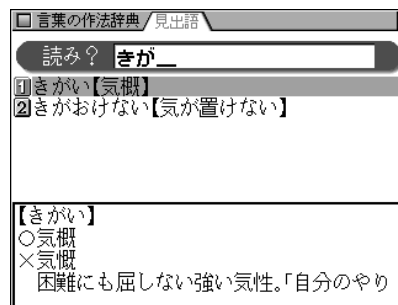 言葉の作法辞典 見出語
読み? きが
1 きがい【気概】
2 きがおけない【気が置けない】
【きがい】
○気概
×気慨
困難にも屈しない強い気性。「自分のやり